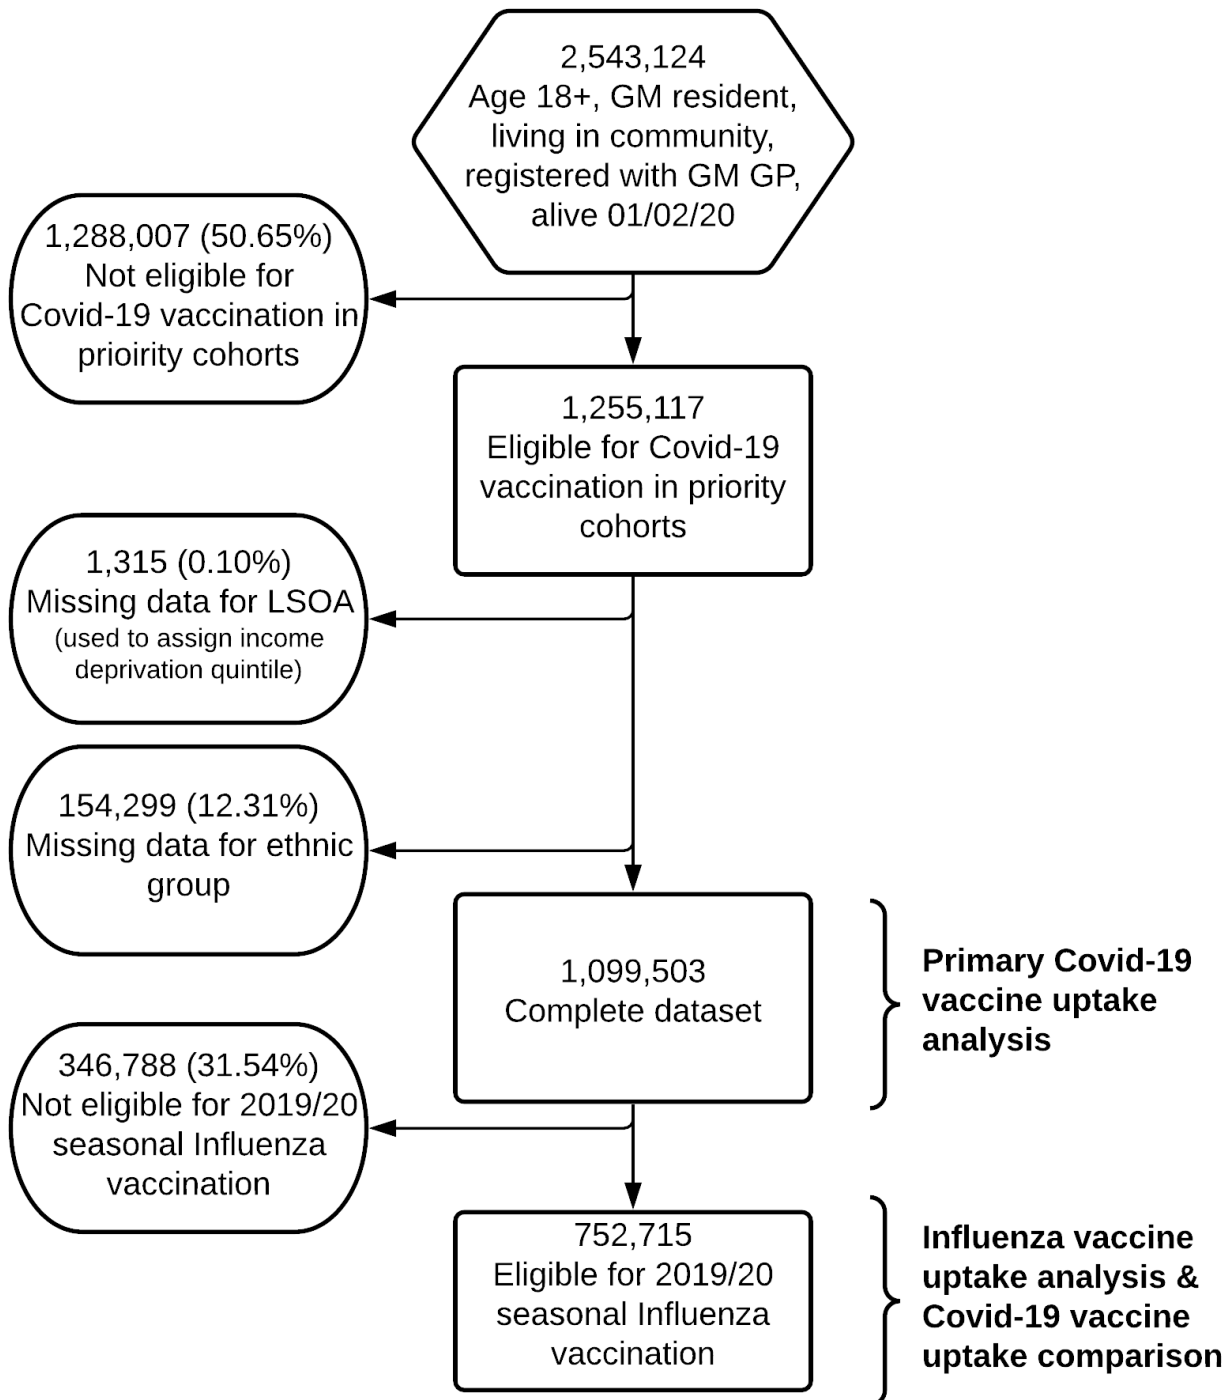 2,543,124
Age 18+, GM resident,
living in community,
registered with GM GP,
alive 01/02/20
1,288,007 (50.65%)
Not eligible for
Covid-19 vaccination in
prioirity cohorts
1,255,117
Eligible for Covid-19
vaccination in priority
cohorts
1,315 (0.10%)
Missing data for LSOA
(used to assign income
deprivation quintile)
154,299 (12.31%)
Missing data for ethnic
group
1,099,503
Complete dataset
Primary Covid-19
vaccine uptake
analysis
346,788 (31.54%)
Not eligible for 2019/20
seasonal Influenza
vaccination
752,715
Eligible for 2019/20
seasonal Influenza
vaccination
Influenza vaccine
uptake analysis &
Covid-19 vaccine
uptake comparison